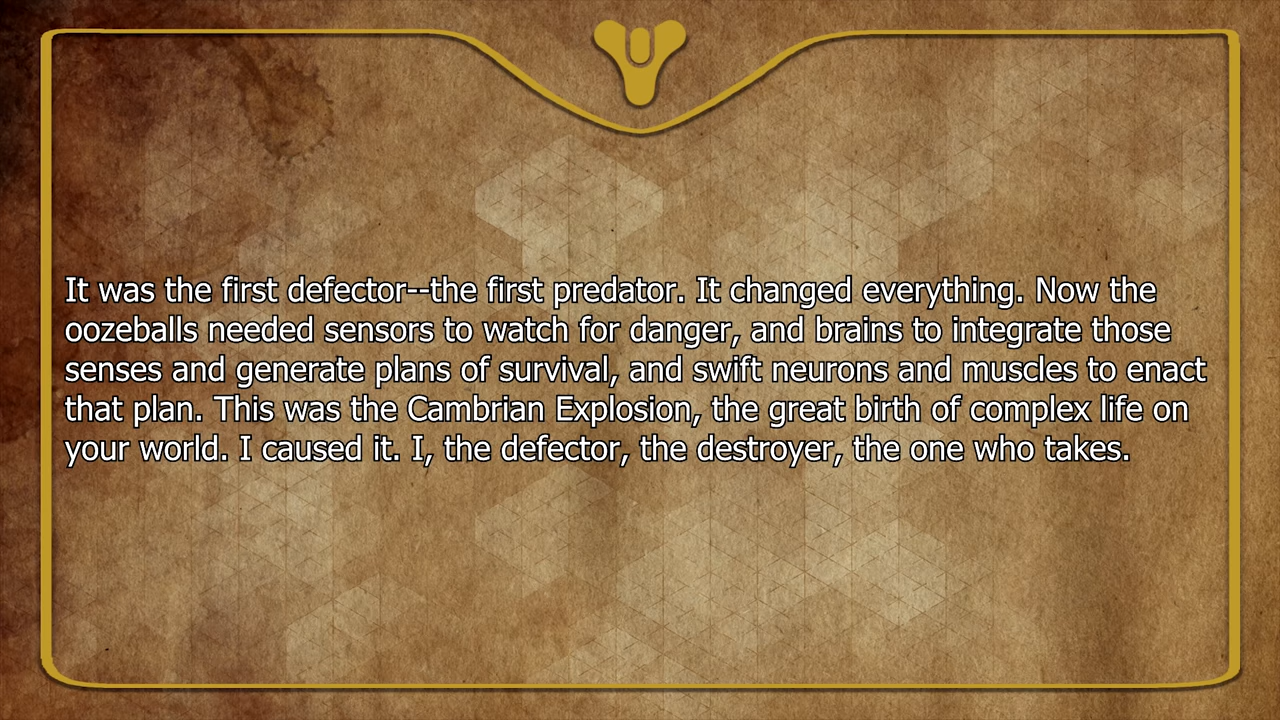 It was the first defector--the first predator. It changed everything. Now the
oozeballs needed sensors to watch for danger, and brains to integrate those
senses and generate plans of survival, and swift neurons and muscles to enact
that plan. This was the Cambrian Explosion, the great birth of complex life on
your world. I caused it. I, the defector, the destroyer, the one who takes.